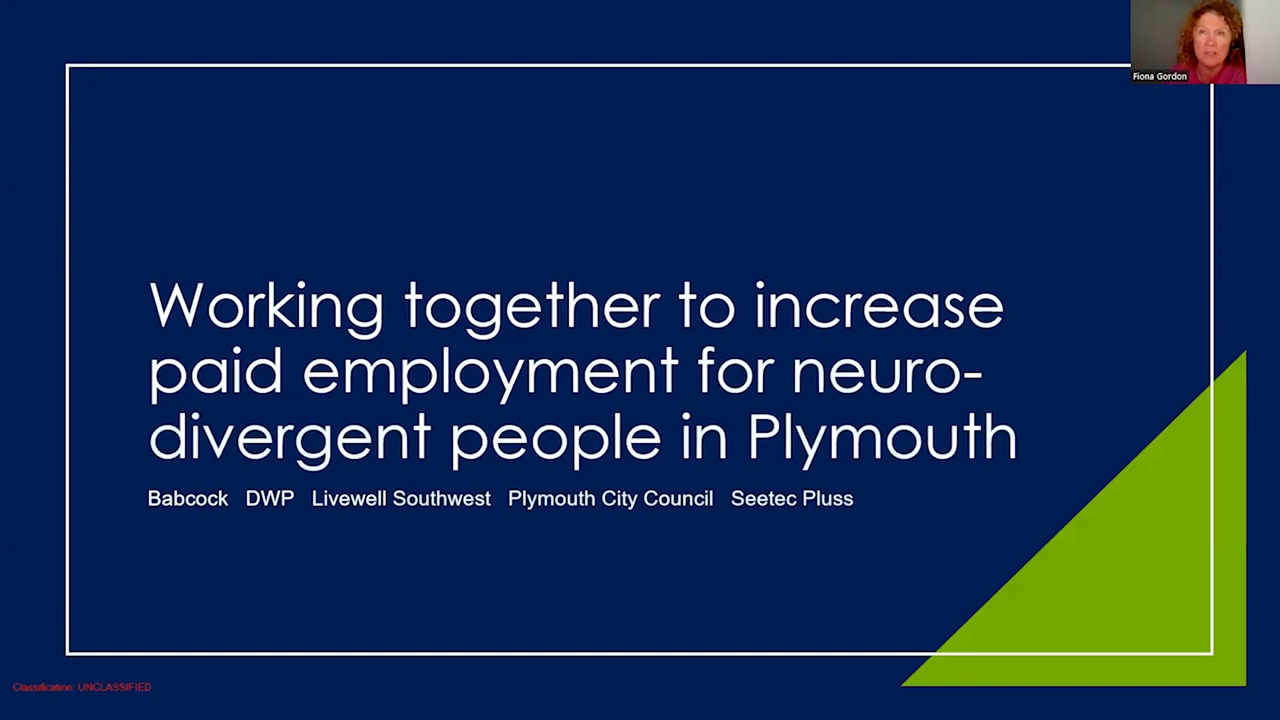 Fiona Gordon
Working together to increase
paid employment for neuro-
divergent people in Plymouth
Babcock DWP Livewell Southwest Plymouth City Council Seetec Pluss
Classification: UNCLASSIFIED